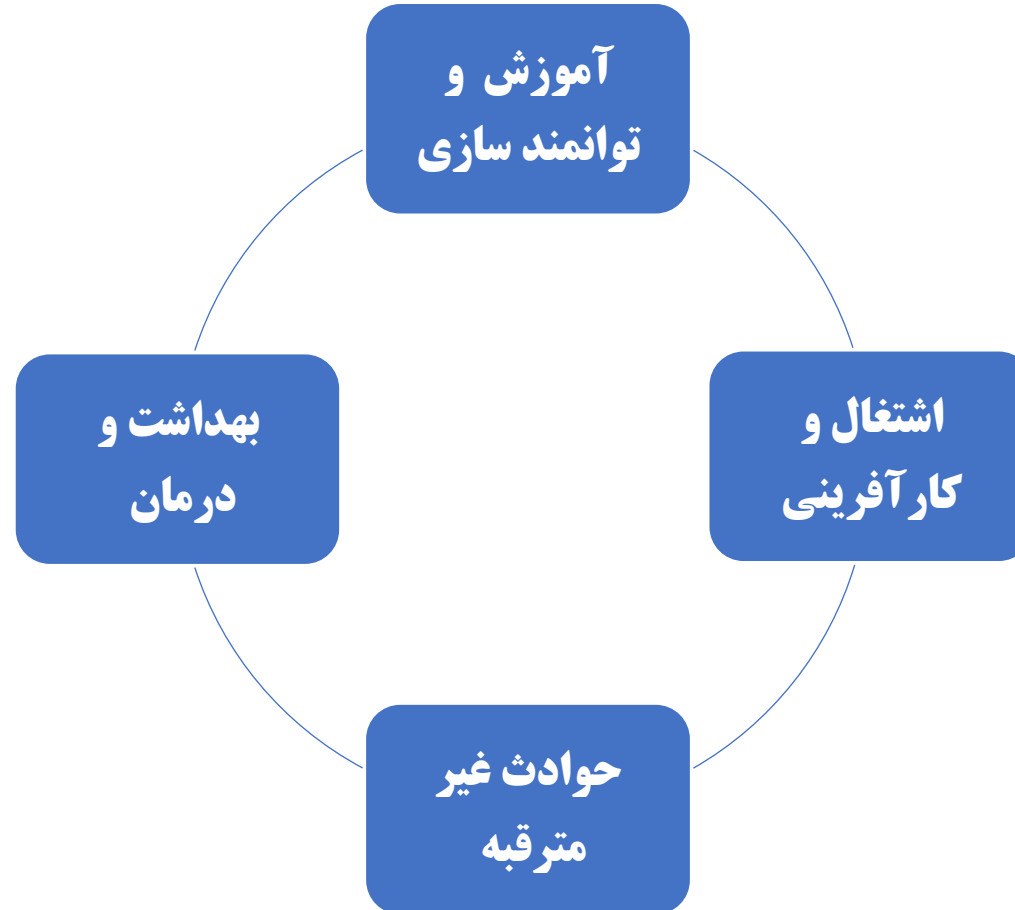 آموزش و
توانمند سازی
اشتغال و
کارآفرینی
حوادث غیر
مترقبه
بهداشت و
درمان